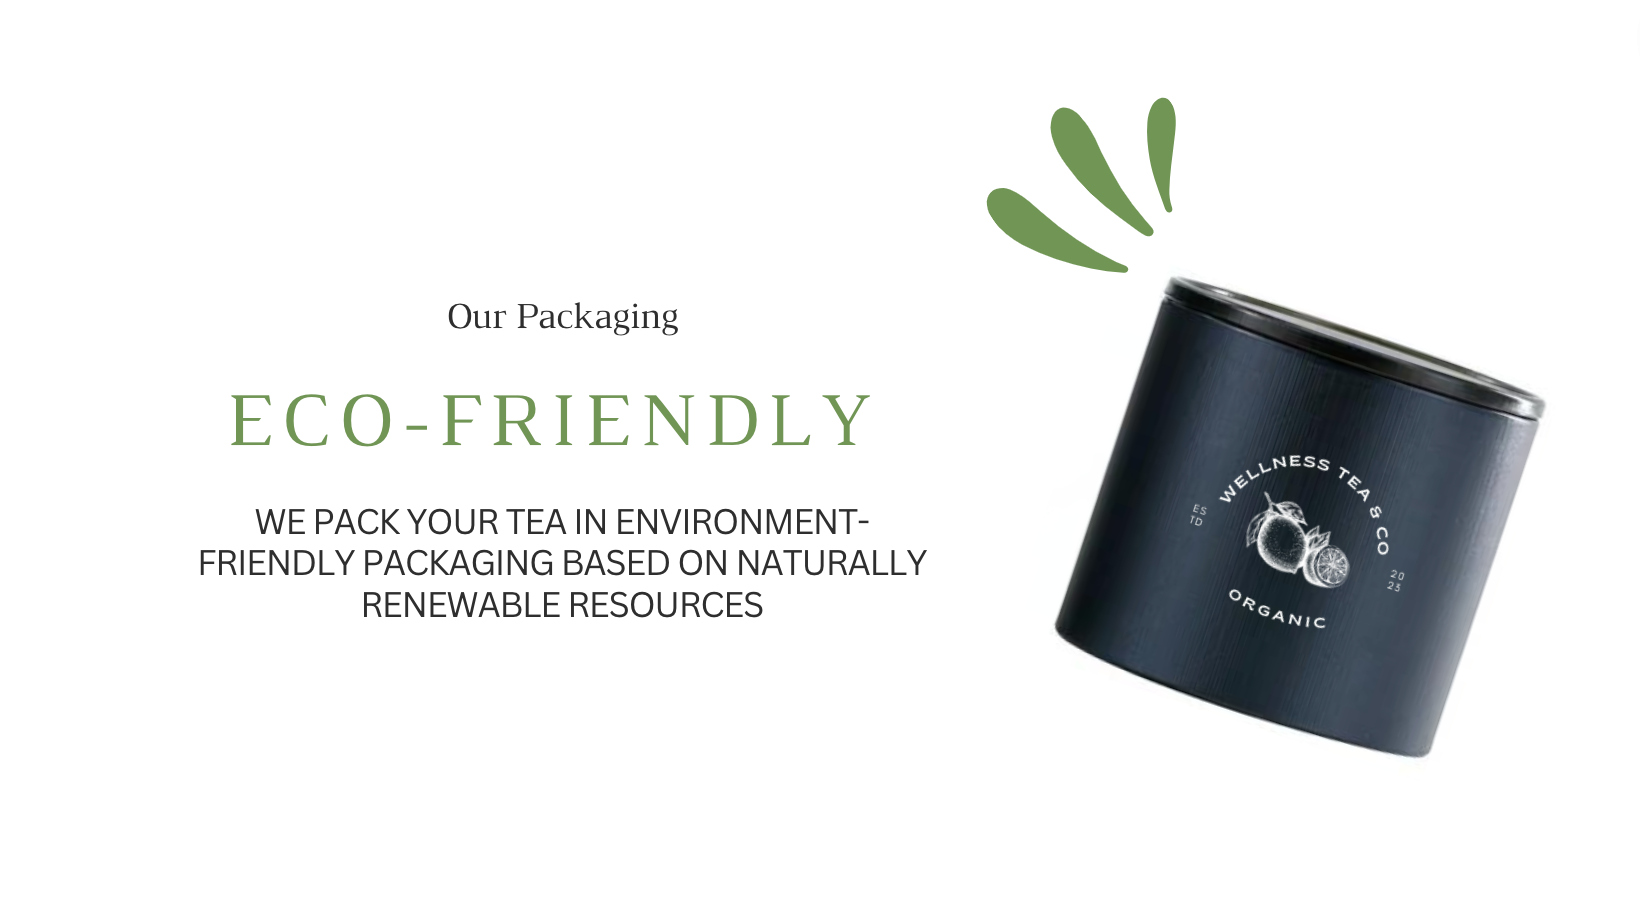 Our Packaging
ECO-FRIENDLY
WE PACK YOUR TEA IN ENVIRONMENT-
FRIENDLY PACKAGING BASED ON NATURALLY
RENEWABLE RESOURCES
WELLNESS TEA & CO
ES
TD
20
23
ORGANIC